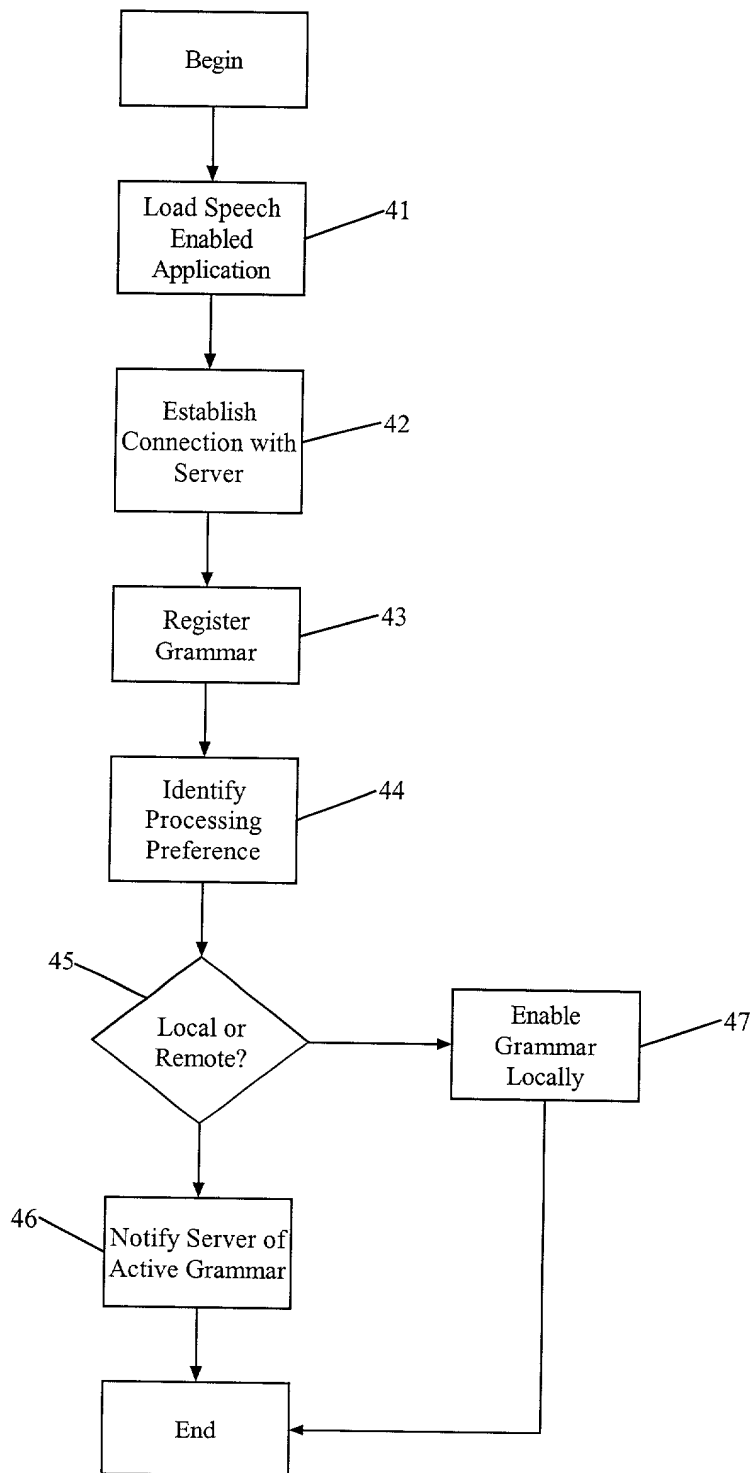 Begin
Load Speech
Enabled
Application
41
Establish
Connection with
Server
42
Register
Grammar
43
Identify
Processing
Preference
44
45
Local or
Remote?
Enable
Grammar
Locally
47
46
Notify Server of
Active Grammar
End